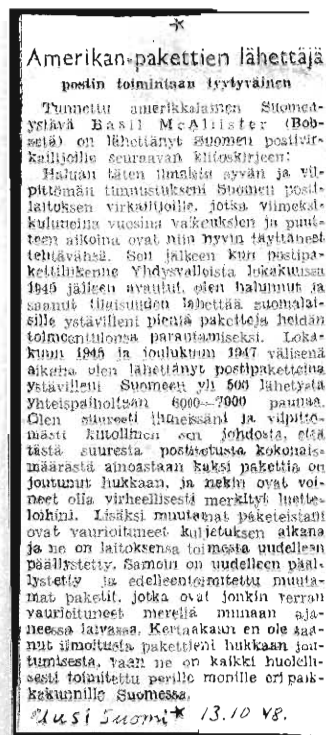 Amerikan-pakettien lähettäjä
postin toimintaan tyytyväinen
Tunnettu amerikkalainen Suomen-
ystävä Basil McAllister (Bob-
setä) on lähettänyt Suomen postivir-
kailijoille seuraavan kiitoskirjeen:
Haluan täten ilmaista syvän ja vil-
pittömän tunnustukseni Suomen posti-
laitoksen virkailijoille, jotka viimeksi-
kuluneina vuosina vaikeuksien ja puut-
teen aikoina ovat niin hyvin täyttäneet
tehtävänsä. Sen jälkeen kun postipa-
kettiliikenne Yhdysvalloista lokakuussa
1945 jälleen avautui, olen halunnut ja
saanut tilaisuuden lähettää suomalai-
sille ystävilleni pieniä paketteja heidän
toimeentulonsa parantamiseksi. Loka-
kuun 1945 ja joulukuun 1947 välisenä
aikana olen lähettänyt postipaketteina
ystävilleni Suomeen yli 500 lähetystä
yhteispainoltaan 6000—7000 paunaa.
Olen suuresti ihmeissäni ja vilpittö-
mästi kiitollinen sen johdosta, että
tästä suuresta postitetusta kokonais-
määrästä ainoastaan kaksi pakettia on
joutunut hukkaan, ja nekin ovat voi-
neet olla virheellisesti merkityt luette-
loihini. Lisäksi muutamat paketeistani
ovat vaurioituneet kuljetuksen aikana
ja ne on laitoksensa toimesta uudelleen
päällystetty. Samoin on uudelleen pääl-
lystetty ja edelleentoimitettu muuta-
mat paketit, jotka ovat jonkin verran
vaurioituneet merellä miinaan aja-
neessa laivassa. Kertaakaan en ole saa-
nut ilmoitusta pakettieni hukkaan jou-
tumisesta, vaan ne on kaikki huolelli-
sesti toimitettu perille monille eri paik-
kakunnille Suomessa.
Uusi Suomi 13.10 48.